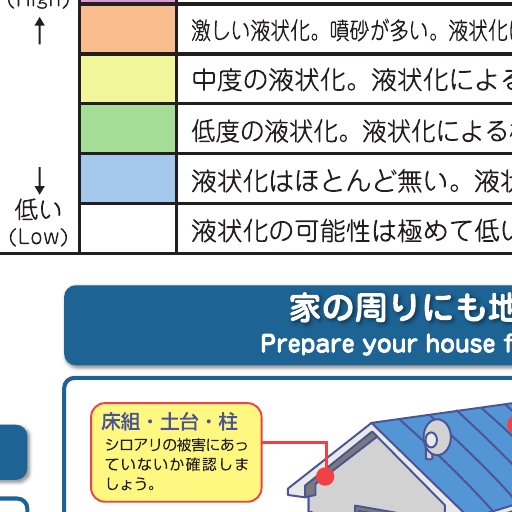 (High)
激しい液状化。噴砂が多い。液状化に
中度の液状化。液状化による
低度の液状化。液状化による
液状化はほとんど無い。液状
低い
(Low)
液状化の可能性は極めて低い
家の周りにも地
Prepare your house f
床組・土台・柱
シロアリの被害にあっ
ていないか確認しま
しょう。